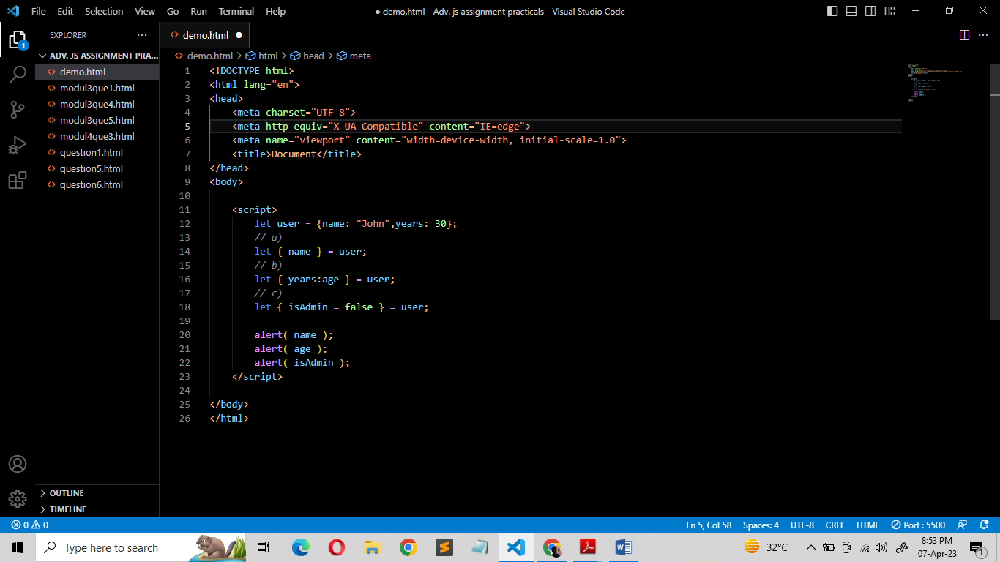 File Edit Selection View Go Run Terminal Help ● demo.html - Adv. js assignment practicals - Visual Studio Code
EXPLORER ···
ADV. JS ASSIGNMENT PRA...
demo.html
modul3que1.html
modul3que4.html
modul3que5.html
modul4que3.html
question1.html
question5.html
question6.html
OUTLINE
TIMELINE
1
<> demo.html ●
<> demo.html > html > head > meta
1 <!DOCTYPE html>
2 <html lang="en">
3 <head>
4     <meta charset="UTF-8">
5     <meta http-equiv="X-UA-Compatible" content="IE=edge">
6     <meta name="viewport" content="width=device-width, initial-scale=1.0">
7     <title>Document</title>
8 </head>
9 <body>
10
11     <script>
12         let user = {name: "John",years: 30};
13         // a)
14         let { name } = user;
15         // b)
16         let { years:age } = user;
17         // c)
18         let { isAdmin = false } = user;
19
20         alert( name );
21         alert( age );
22         alert( isAdmin );
23     </script>
24
25 </body>
26 </html>
0 0 Ln 5, Col 58 Spaces: 4 UTF-8 CRLF HTML Port : 5500
Type here to search 32°C 8:53 PM
07-Apr-23 1